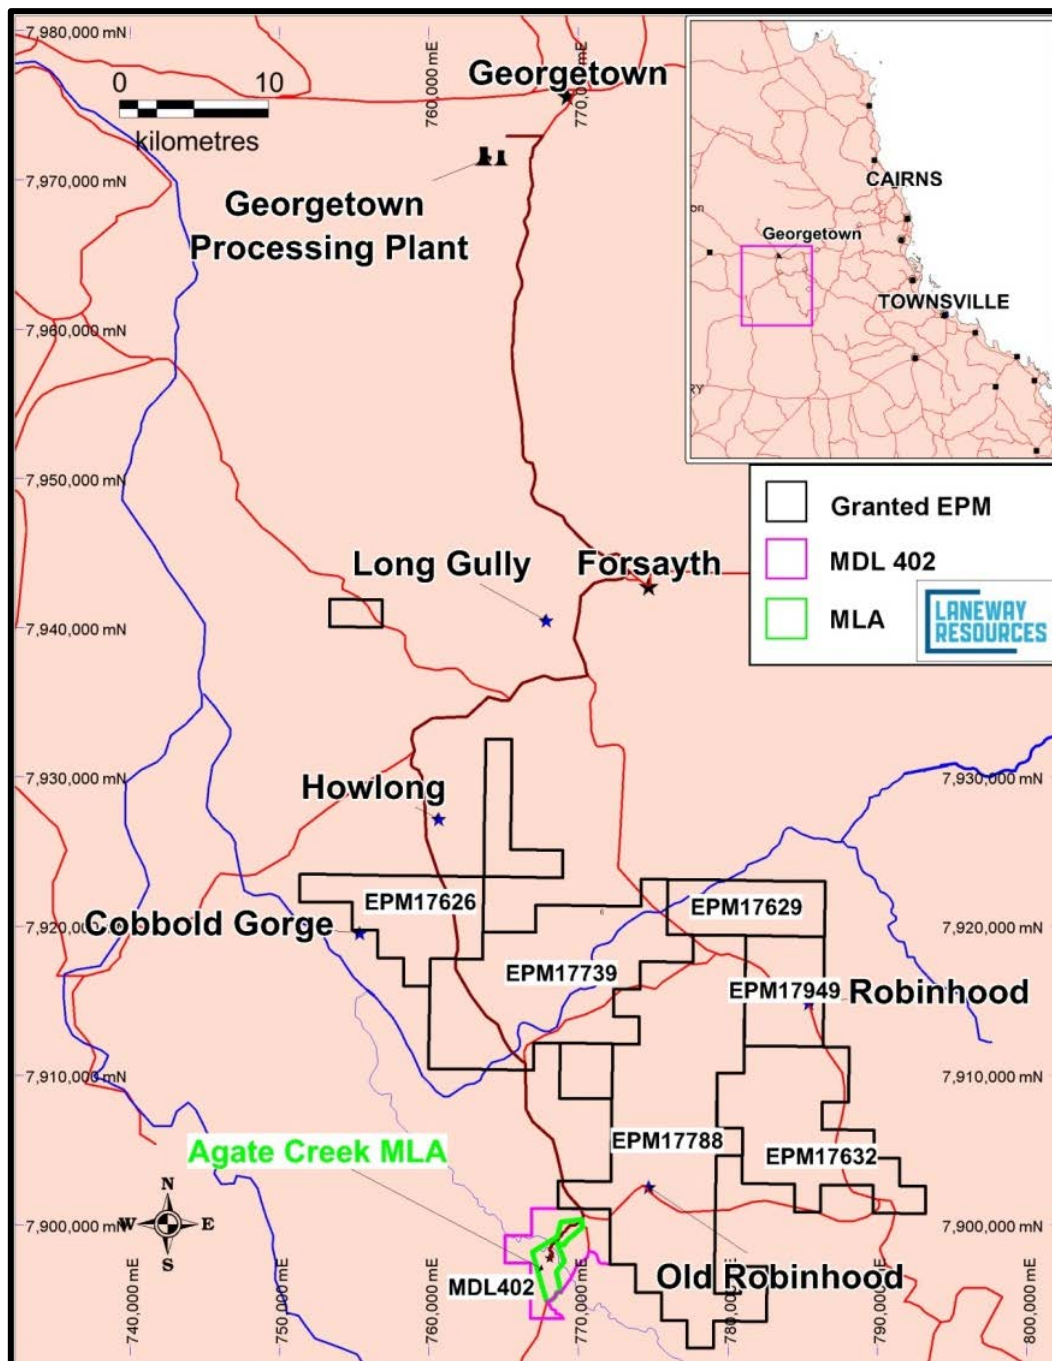 7,980,000 mN
0 10
kilometres
760,000 mE
770,000 mE
Georgetown
7,970,000 mN
Georgetown
Processing Plant
7,960,000 mN
CAIRNS
Georgetown
TOWNSVILLE
on
RY
7,950,000 mN
Granted EPM
MDL 402
MLA
LANEWAY
RESOURCES
Long Gully
Forsayth
7,940,000 mN
7,930,000 mN
7,930,000 mN
Howlong
EPM17626
EPM17629
7,920,000 mN
Cobbold Gorge
7,920,000 mN
EPM17739
EPM17949
Robinhood
7,910,000 mN
7,910,000 mN
Agate Creek MLA
EPM17788
EPM17632
N
W E
S
7,900,000 mN
7,900,000 mN
MDL402
Old Robinhood
740,000 mE
750,000 mE
760,000 mE
770,000 mE
780,000 mE
790,000 mE
800,000 mE